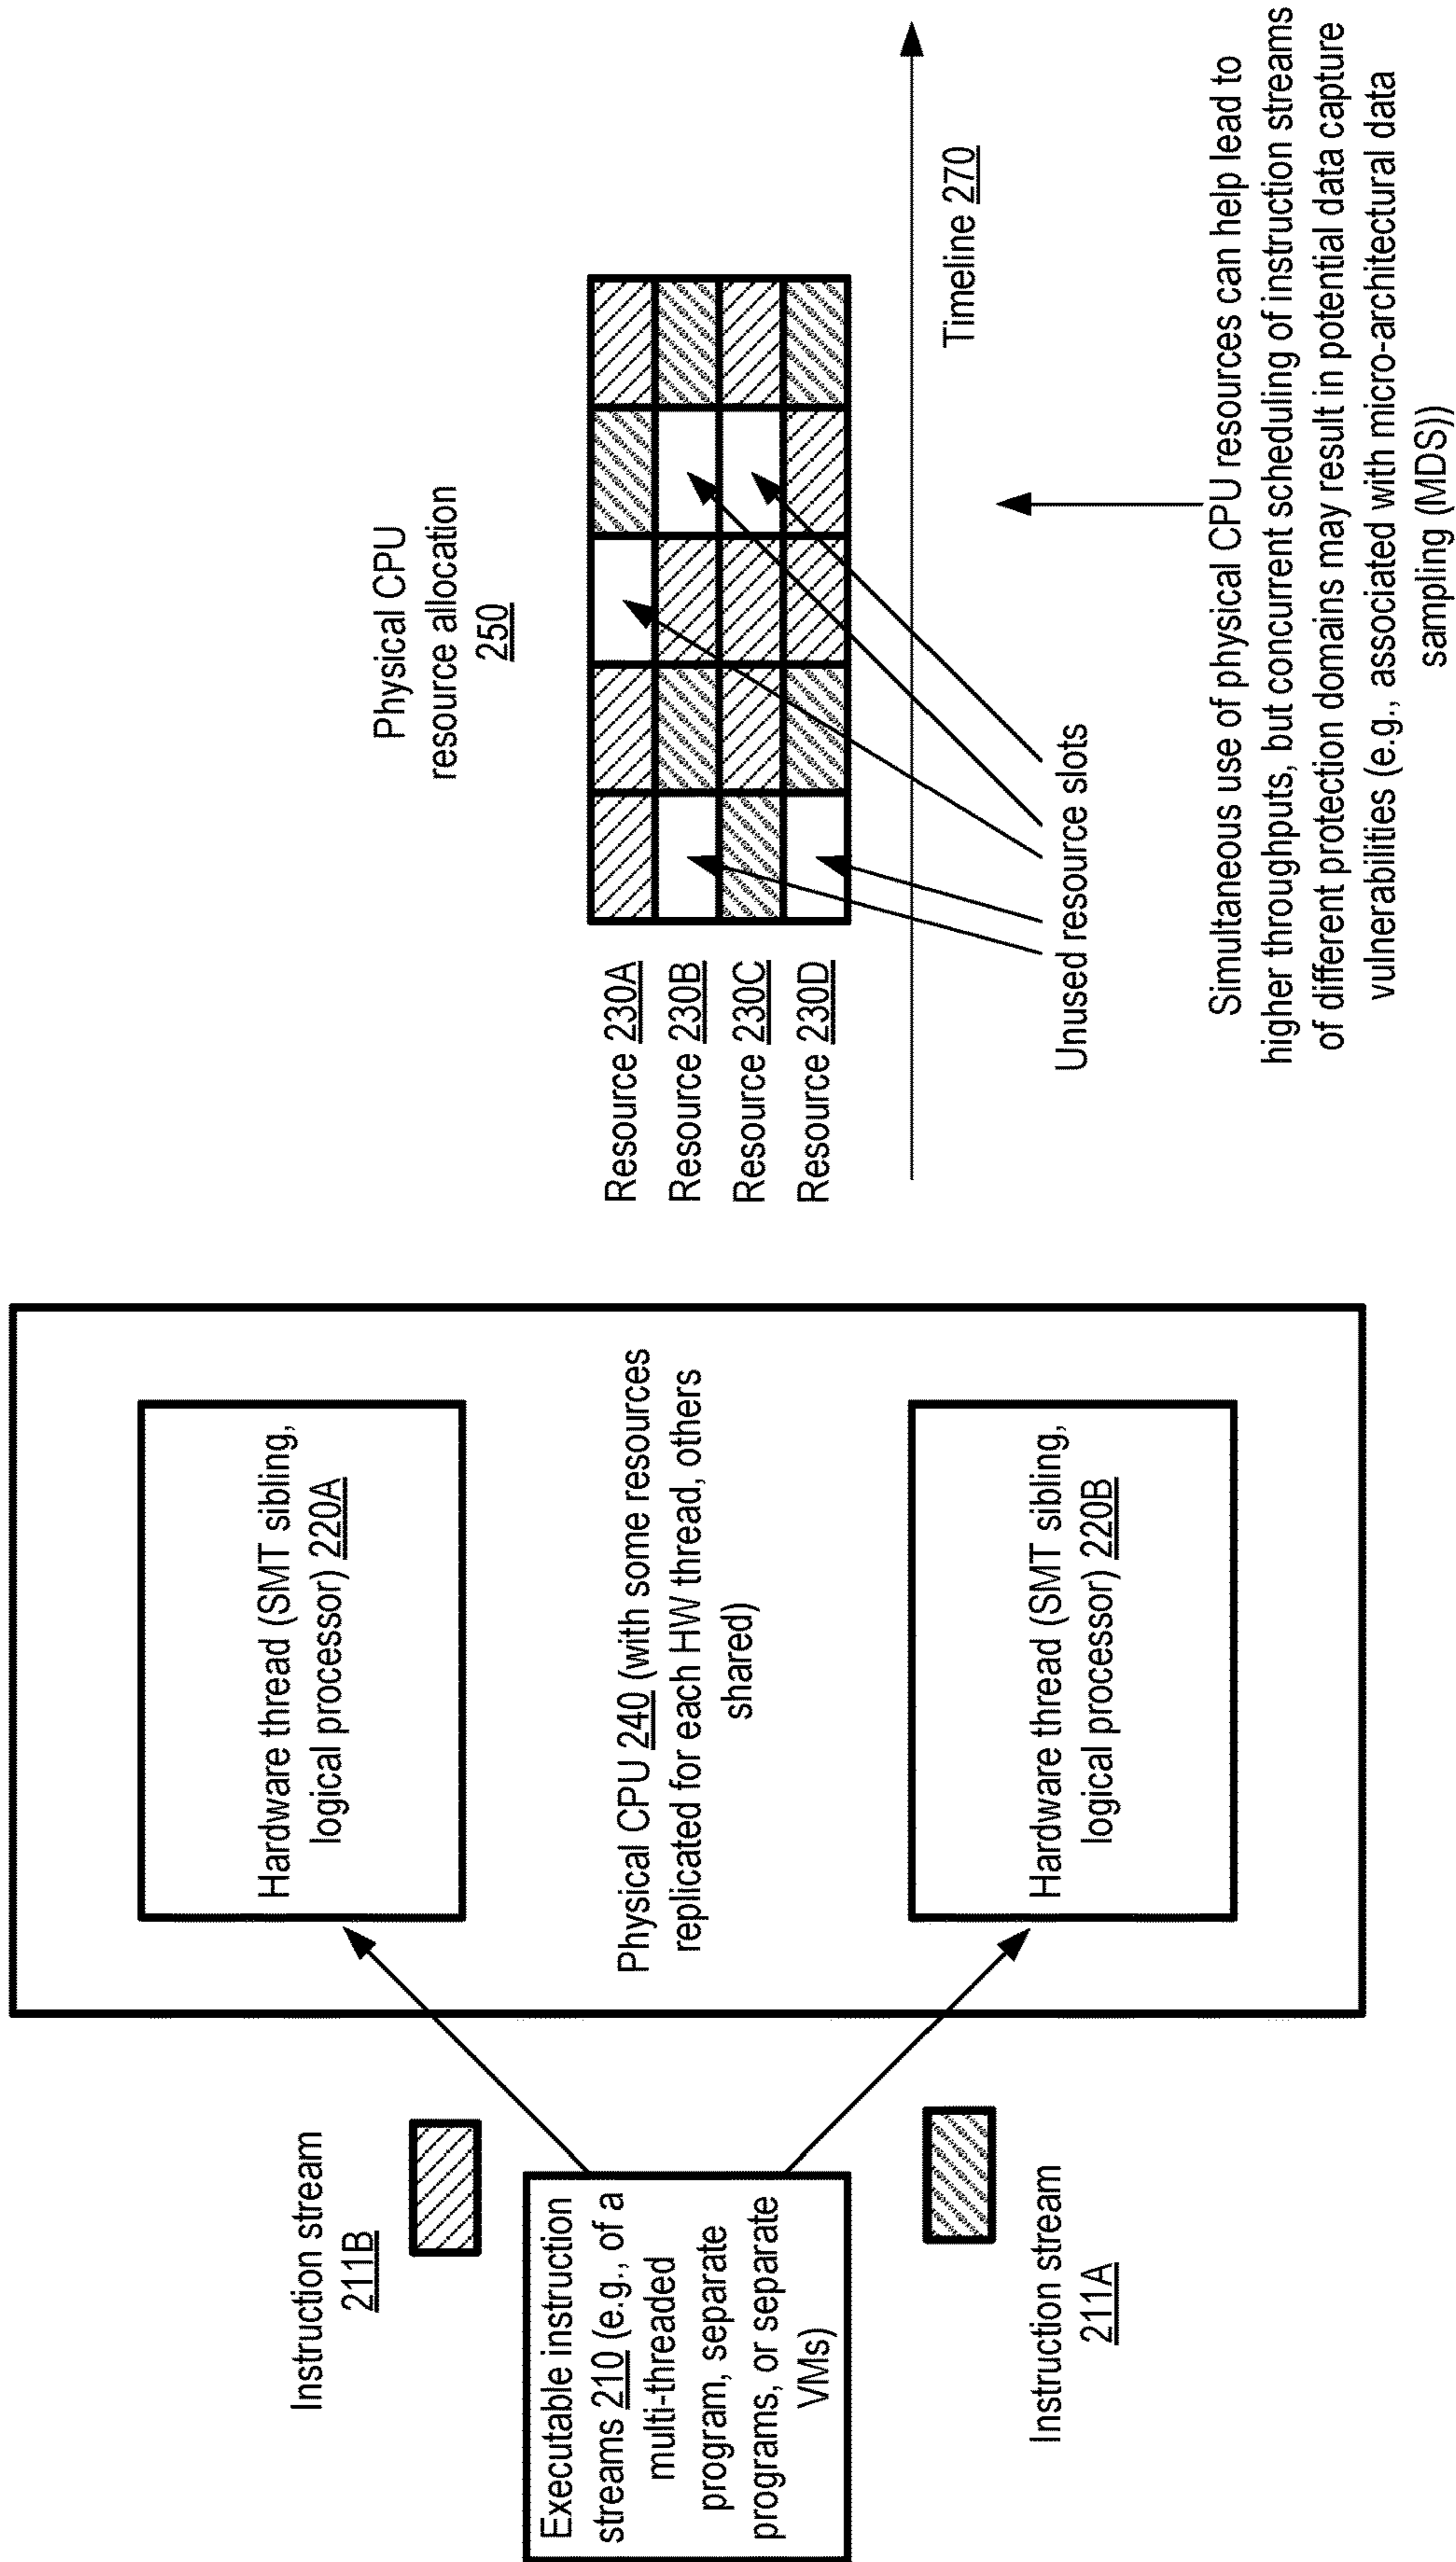 Instruction stream
211B
Executable instruction
streams 210 (e.g., of a
multi-threaded
program, separate
programs, or separate
VMs)
Instruction stream
211A
Hardware thread (SMT sibling,
logical processor) 220A
Physical CPU 240 (with some resources
replicated for each HW thread, others
shared)
Hardware thread (SMT sibling,
logical processor) 220B
Physical CPU
resource allocation
250
Resource 230A
Resource 230B
Resource 230C
Resource 230D
Timeline 270
Unused resource slots
Simultaneous use of physical CPU resources can help lead to
higher throughputs, but concurrent scheduling of instruction streams
of different protection domains may result in potential data capture
vulnerabilities (e.g., associated with micro-architectural data
sampling (MDS))